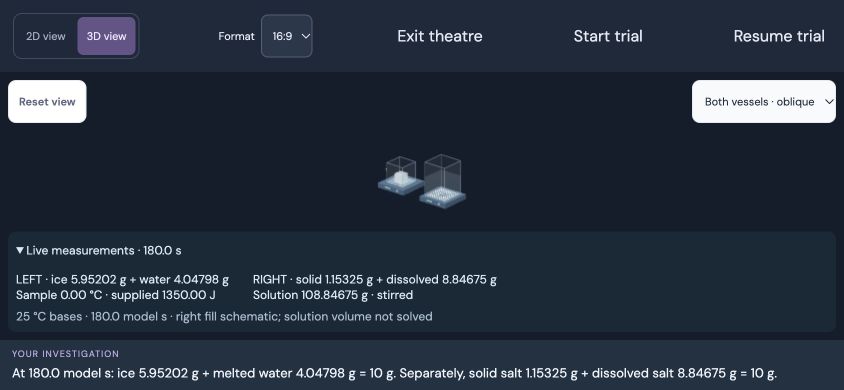 2D view 3D view Format 16:9 Exit theatre Start trial Resume trial
Reset view Both vessels · oblique
▼ Live measurements · 180.0 s
LEFT · ice 5.95202 g + water 4.04798 g RIGHT · solid 1.15325 g + dissolved 8.84675 g
Sample 0.00 °C · supplied 1350.00 J Solution 108.84675 g · stirred
25 °C bases · 180.0 model s · right fill schematic; solution volume not solved
YOUR INVESTIGATION
At 180.0 model s: ice 5.95202 g + melted water 4.04798 g = 10 g. Separately, solid salt 1.15325 g + dissolved salt 8.84675 g = 10 g.